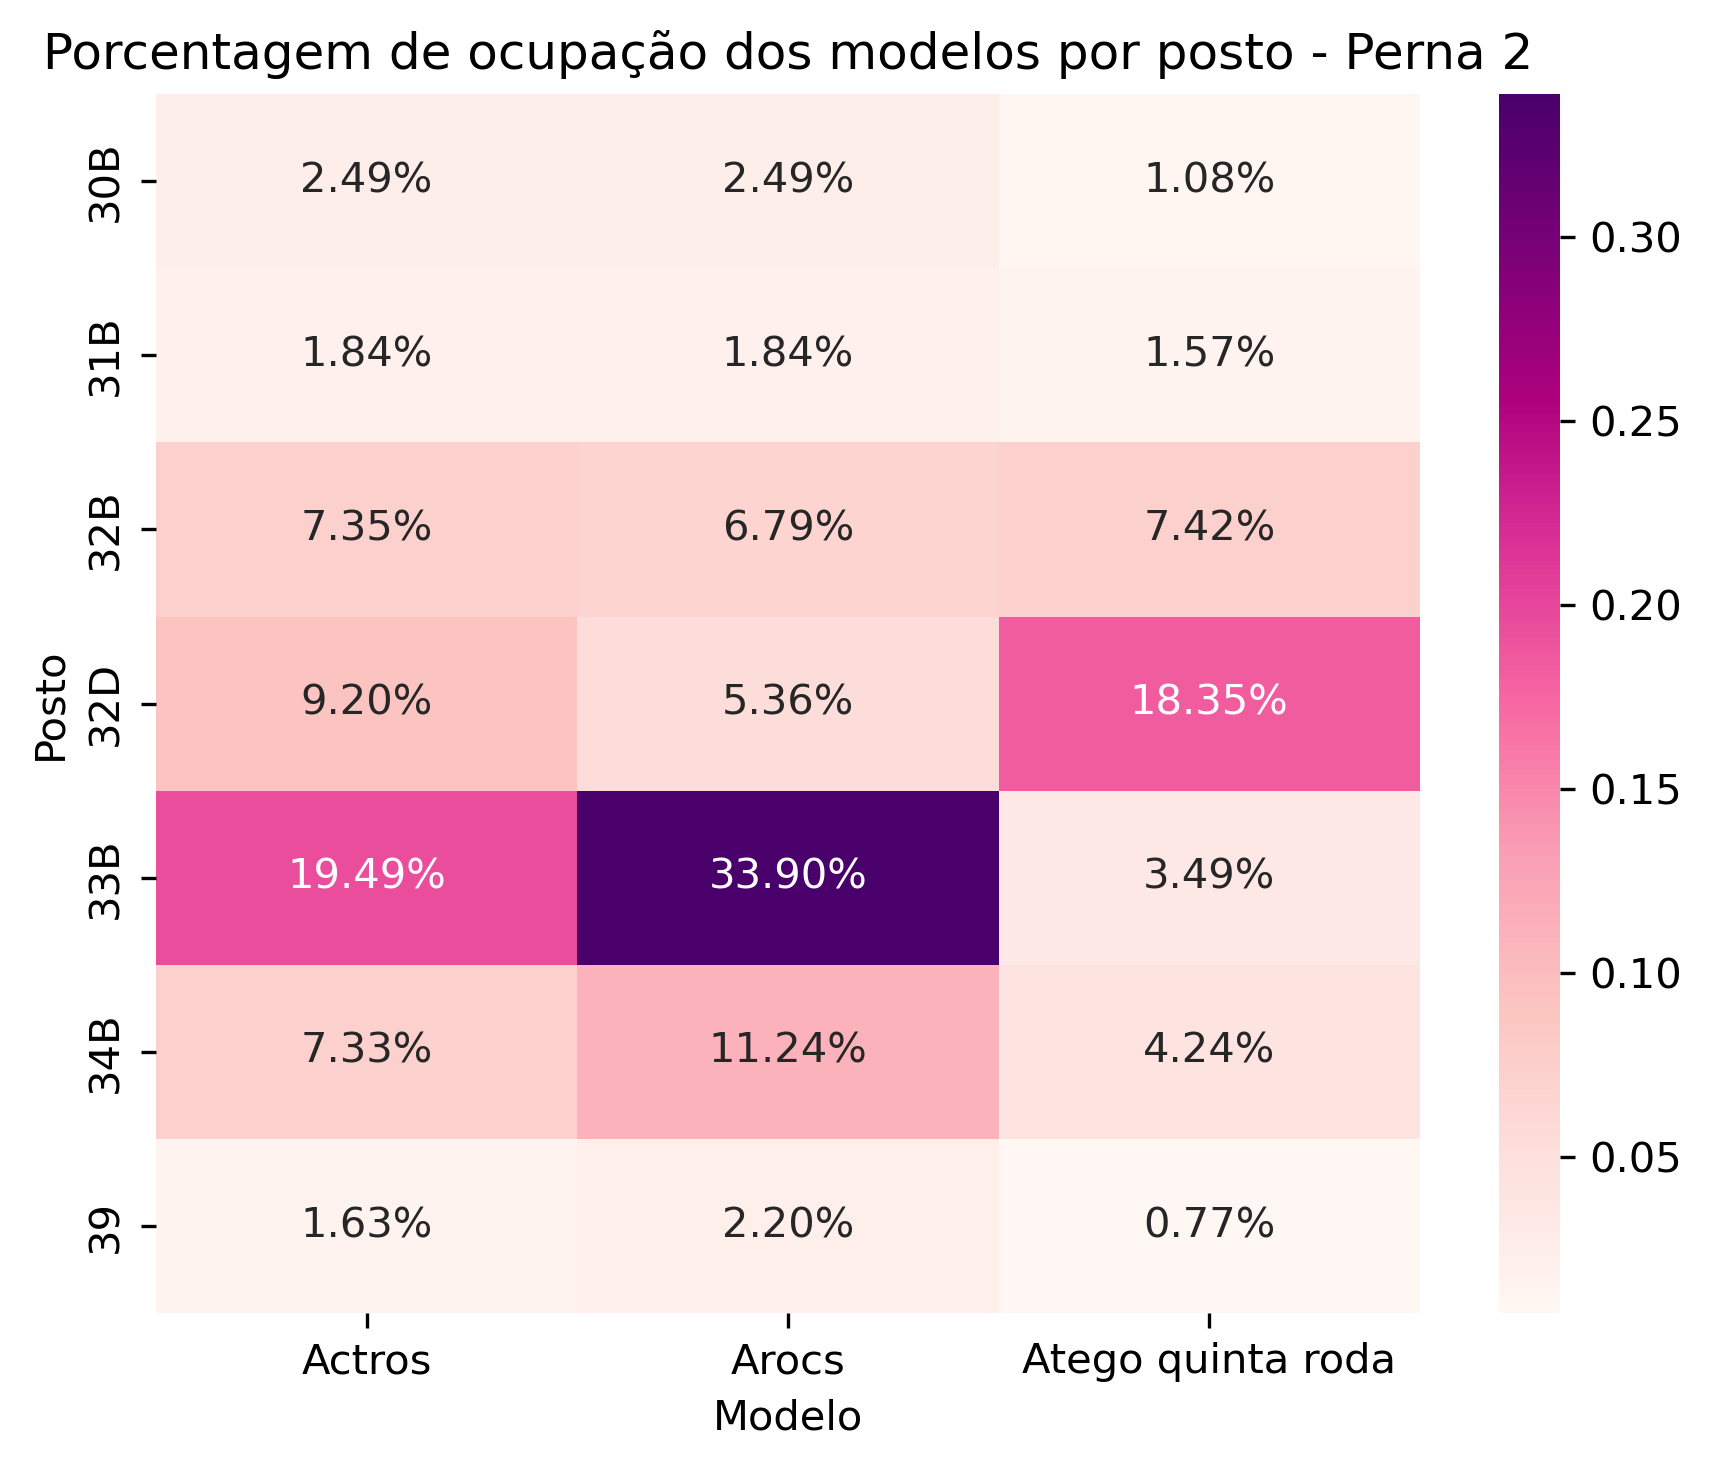 Porcentagem de ocupação dos modelos por posto - Perna 2
Posto
30B 2.49% 2.49% 1.08%
31B 1.84% 1.84% 1.57%
32B 7.35% 6.79% 7.42%
32D 9.20% 5.36% 18.35%
33B 19.49% 33.90% 3.49%
34B 7.33% 11.24% 4.24%
39 1.63% 2.20% 0.77%
Actros Arocs Atego quinta roda
Modelo
0.30
0.25
0.20
0.15
0.10
0.05